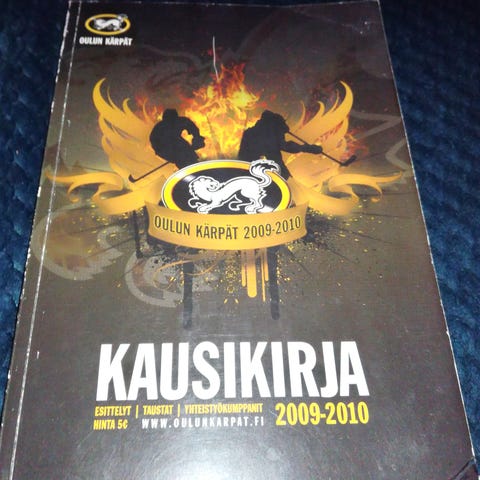 OULUN KÄRPÄT
OULUN KÄRPÄT 2009-2010
KAUSIKIRJA
ESITTELYT | TAUSTAT | YHTEISTYÖKUMPPANIT 2009-2010
HINTA 5€ WWW.OULUNKARPAT.FI